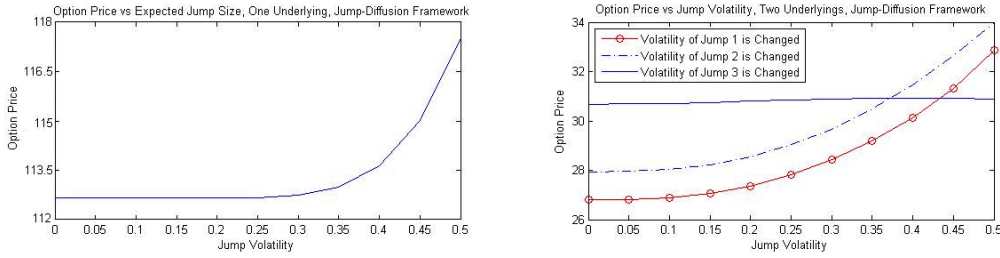 Option Price vs Expected Jump Size, One Underlying, Jump-Diffusion Framework
118
116.5
115
113.5
112
Option Price
0 0.05 0.1 0.15 0.2 0.25 0.3 0.35 0.4 0.45 0.5
Jump Volatility
Option Price vs Jump Volatility, Two Underlyings, Jump-Diffusion Framework
34
32
30
28
26
Option Price
Volatility of Jump 1 is Changed
Volatility of Jump 2 is Changed
Volatility of Jump 3 is Changed
0 0.05 0.1 0.15 0.2 0.25 0.3 0.35 0.4 0.45 0.5
Jump Volatility